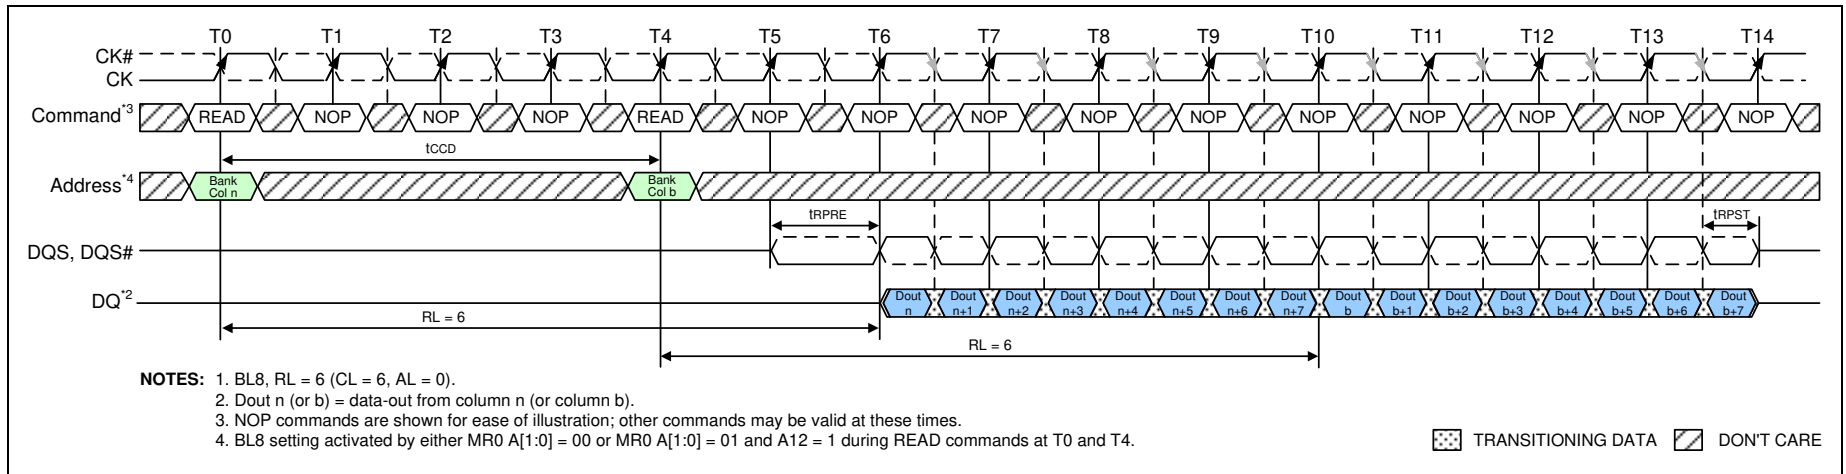 T0 T1 T2 T3 T4 T5 T6 T7 T8 T9 T10 T11 T12 T13 T14
CK#
CK
Command*3 READ NOP NOP NOP READ NOP NOP NOP NOP NOP NOP NOP NOP NOP NOP
tCCD
Address*4 Bank Col n Bank Col b
tRPRE tRPST
DQS, DQS#
DQ*2 Dout n Dout n+1 Dout n+2 Dout n+3 Dout n+4 Dout n+5 Dout n+6 Dout n+7 Dout b Dout b+1 Dout b+2 Dout b+3 Dout b+4 Dout b+5 Dout b+6 Dout b+7
RL = 6
RL = 6
NOTES: 1. BL8, RL = 6 (CL = 6, AL = 0).
2. Dout n (or b) = data-out from column n (or column b).
3. NOP commands are shown for ease of illustration; other commands may be valid at these times.
4. BL8 setting activated by either MR0 A[1:0] = 00 or MR0 A[1:0] = 01 and A12 = 1 during READ commands at T0 and T4.
TRANSITIONING DATA DON'T CARE